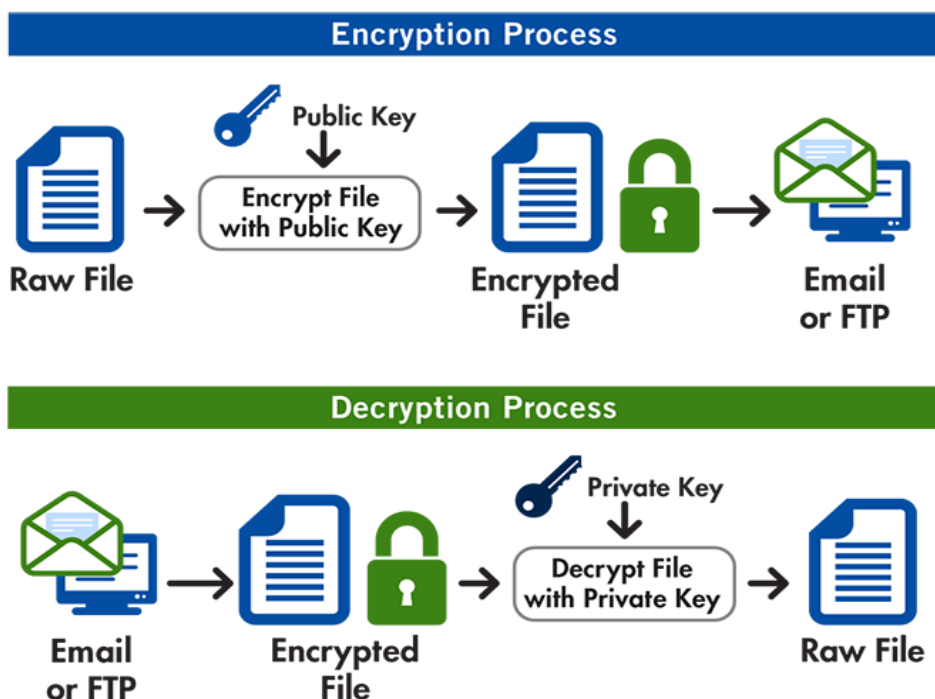 Encryption Process
Public Key
Encrypt File
with Public Key
Raw File
Encrypted
File
Email
or FTP
Decryption Process
Private Key
Decrypt File
with Private Key
Email
or FTP
Encrypted
File
Raw File